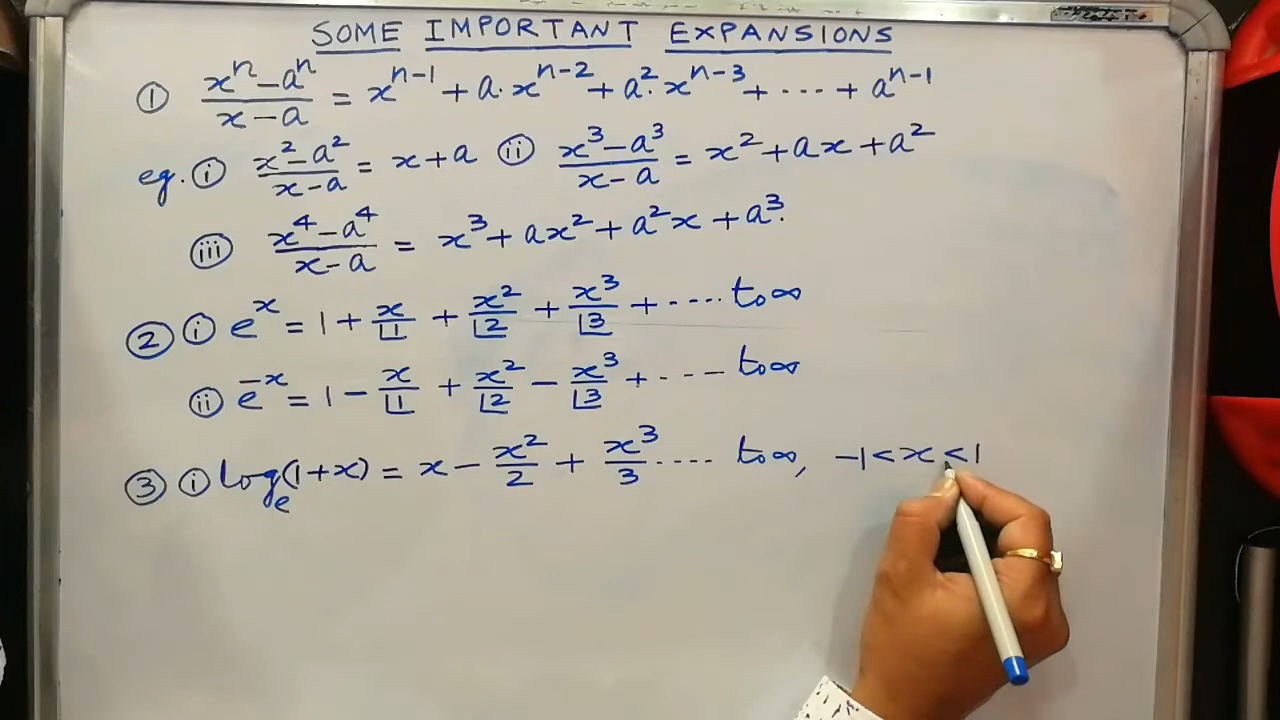 SOME IMPORTANT EXPANSIONS
① (xⁿ – aⁿ)/(x – a) = xⁿ⁻¹ + a·xⁿ⁻² + a²·xⁿ⁻³ + ---- + aⁿ⁻¹
eg. ⓘ (x² – a²)/(x – a) = x + a ⓘⓘ (x³ – a³)/(x – a) = x² + ax + a²
ⓘⓘⓘ (x⁴ – a⁴)/(x – a) = x³ + ax² + a²x + a³.
② ⓘ eˣ = 1 + x/⌊1 + x²/⌊2 + x³/⌊3 + ---- to ∞
ⓘⓘ e⁻ˣ = 1 – x/⌊1 + x²/⌊2 – x³/⌊3 + ---- to ∞
③ ⓘ logₑ(1+x) = x – x²/2 + x³/3 ---- to ∞, –1 < x < 1